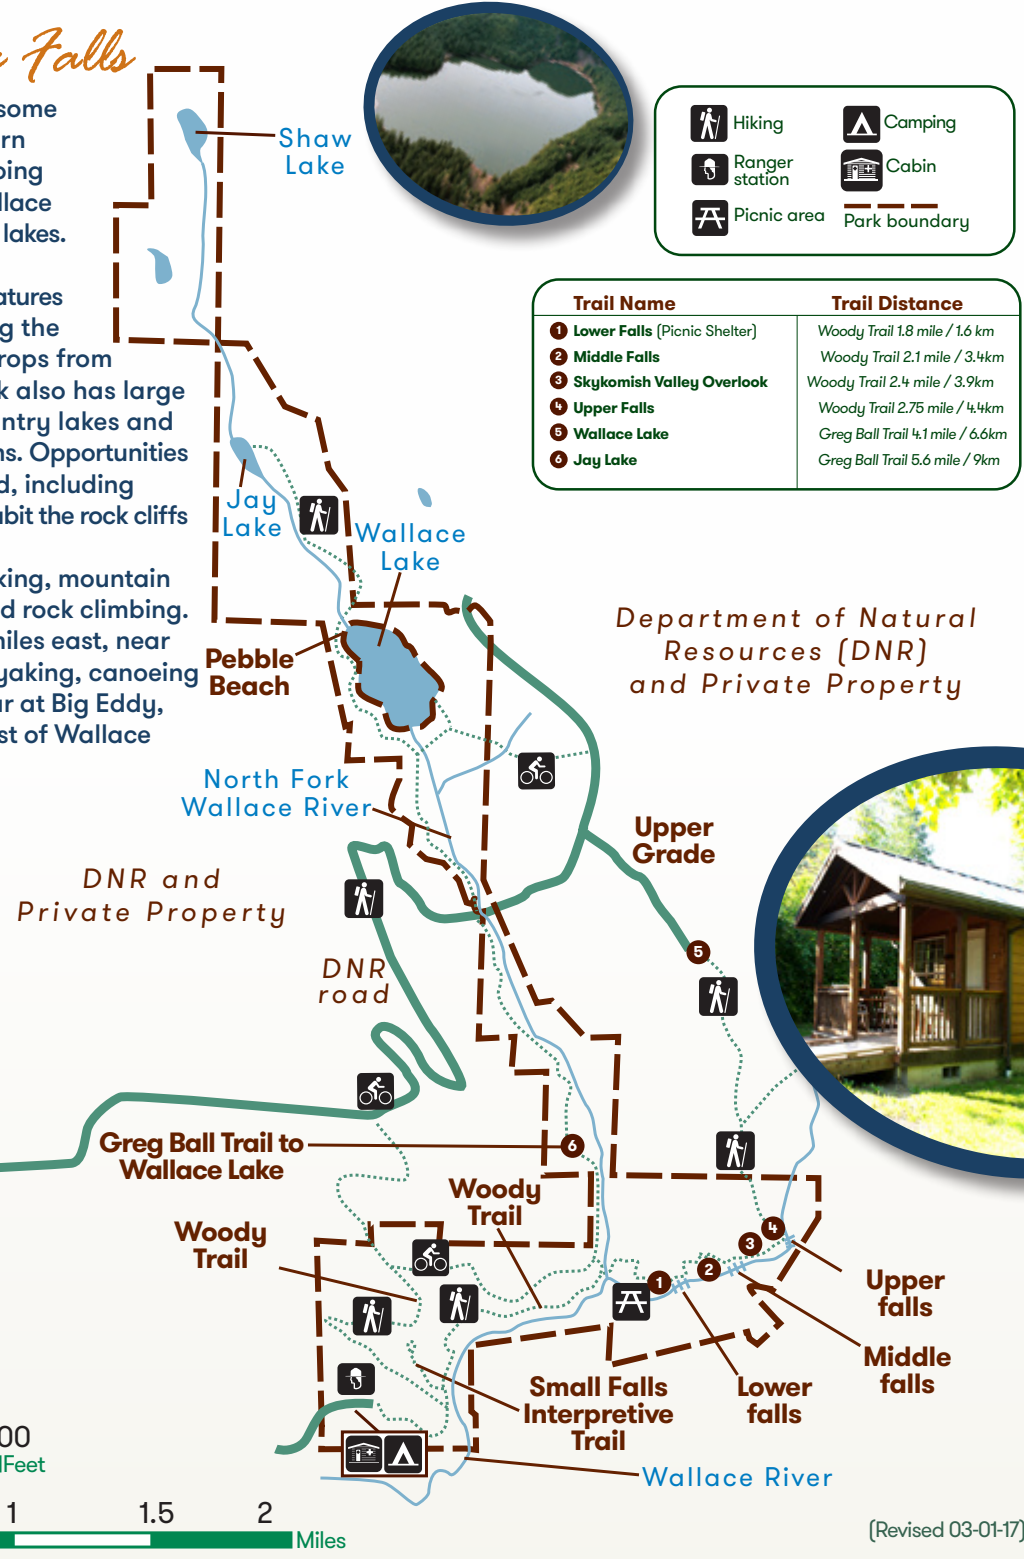 Falls
some
rn
ping
llace
lakes.
atures
g the
rops from
k also has large
ntry lakes and
ns. Opportunities
d, including
abit the rock cliffs
king, mountain
d rock climbing.
miles east, near
yaking, canoeing
ar at Big Eddy,
st of Wallace
Shaw
Lake
Hiking
Camping
Ranger
station
Cabin
Picnic area
Park boundary
Trail Name Trail Distance
1 Lower Falls (Picnic Shelter) Woody Trail 1.8 mile / 1.6 km
2 Middle Falls Woody Trail 2.1 mile / 3.4km
3 Skykomish Valley Overlook Woody Trail 2.4 mile / 3.9km
4 Upper Falls Woody Trail 2.75 mile / 4.4km
5 Wallace Lake Greg Ball Trail 4.1 mile / 6.6km
6 Jay Lake Greg Ball Trail 5.6 mile / 9km
Jay
Lake
Wallace
Lake
Department of Natural
Resources (DNR)
and Private Property
Pebble
Beach
North Fork
Wallace River
Upper
Grade
DNR and
Private Property
DNR
road
5
Greg Ball Trail to
Wallace Lake
6
Woody
Trail
Woody
Trail
4
3
2
1
Upper
falls
Middle
falls
Lower
falls
Small Falls
Interpretive
Trail
Wallace River
00
Feet
1 1.5 2
Miles
(Revised 03-01-17)